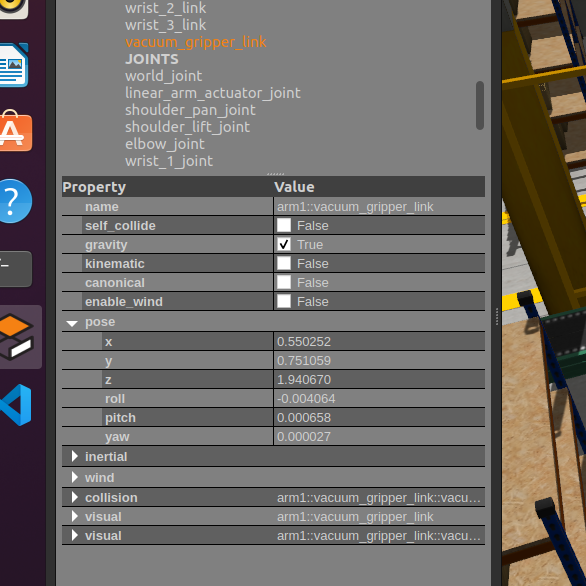 wrist_2_link
wrist_3_link
vacuum_gripper_link
JOINTS
world_joint
linear_arm_actuator_joint
shoulder_pan_joint
shoulder_lift_joint
elbow_joint
wrist_1_joint
Property Value
name arm1::vacuum_gripper_link
self_collide False
gravity True
kinematic False
canonical False
enable_wind False
pose
x 0.550252
y 0.751059
z 1.940670
roll -0.004064
pitch 0.000658
yaw 0.000027
inertial
wind
collision arm1::vacuum_gripper_link::vacu...
visual arm1::vacuum_gripper_link
visual arm1::vacuum_gripper_link::vacu...